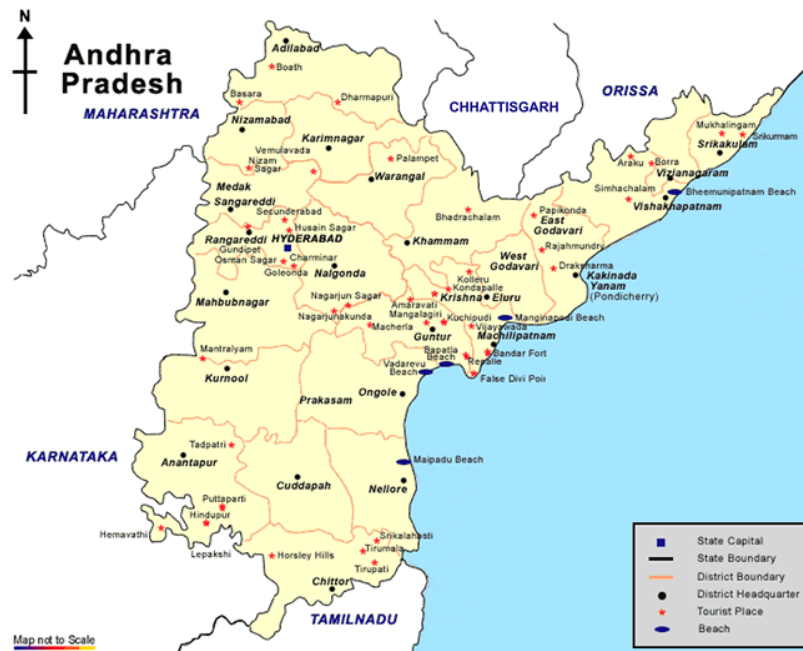 N
Andhra
Pradesh
Adilabad
Boath
Basara
Dharmapuri
MAHARASHTRA
CHHATTISGARH
ORISSA
Nizamabad
Karimnagar
Vemulavada
Nizam
Sagar
Palampet
Warangal
Mukhalingam
Srikurmam
Srikakulam
Araku
Borra
Vizianagaram
Medak
Sangareddi
Simhachalam
Bheemunipatnam Beach
Vishakhapatnam
Secunderabad
Bhadrachalam
Papikonda
East
Godavari
Husain Sagar
Rangareddi
HYDERABAD
Gundipet
Khammam
West
Godavari
Rajahmundry
Osman Sagar
Charminar
Goleonda
Nalgonda
Draksharma
Kakinada
Yanam
(Pondicherry)
Kolleru
Kondapalle
Mahbubnagar
Nagarjun Sagar
Amaravati
Krishna
Eluru
Nagarjunakunda
Mangalagiri
Kuchipudi
Manginapudi Beach
Macherla
Guntur
Vijayawada
Machilipatnam
Mantralyam
Bapatla
Beach
Bandar Fort
Repalle
Vadarevu
Beach
False Divi Poir
Kurnool
Prakasam
Ongole
KARNATAKA
Tadpatri
Anantapur
Maipadu Beach
Cuddapah
Nellore
Puttaparti
Hindupur
Hemavathi
Lepakshi
Srikalahasti
Horsley Hills
Tirumala
Tirupati
Chittor
TAMILNADU
State Capital
State Boundary
District Boundary
District Headquarter
Tourist Place
Beach
Map not to Scale